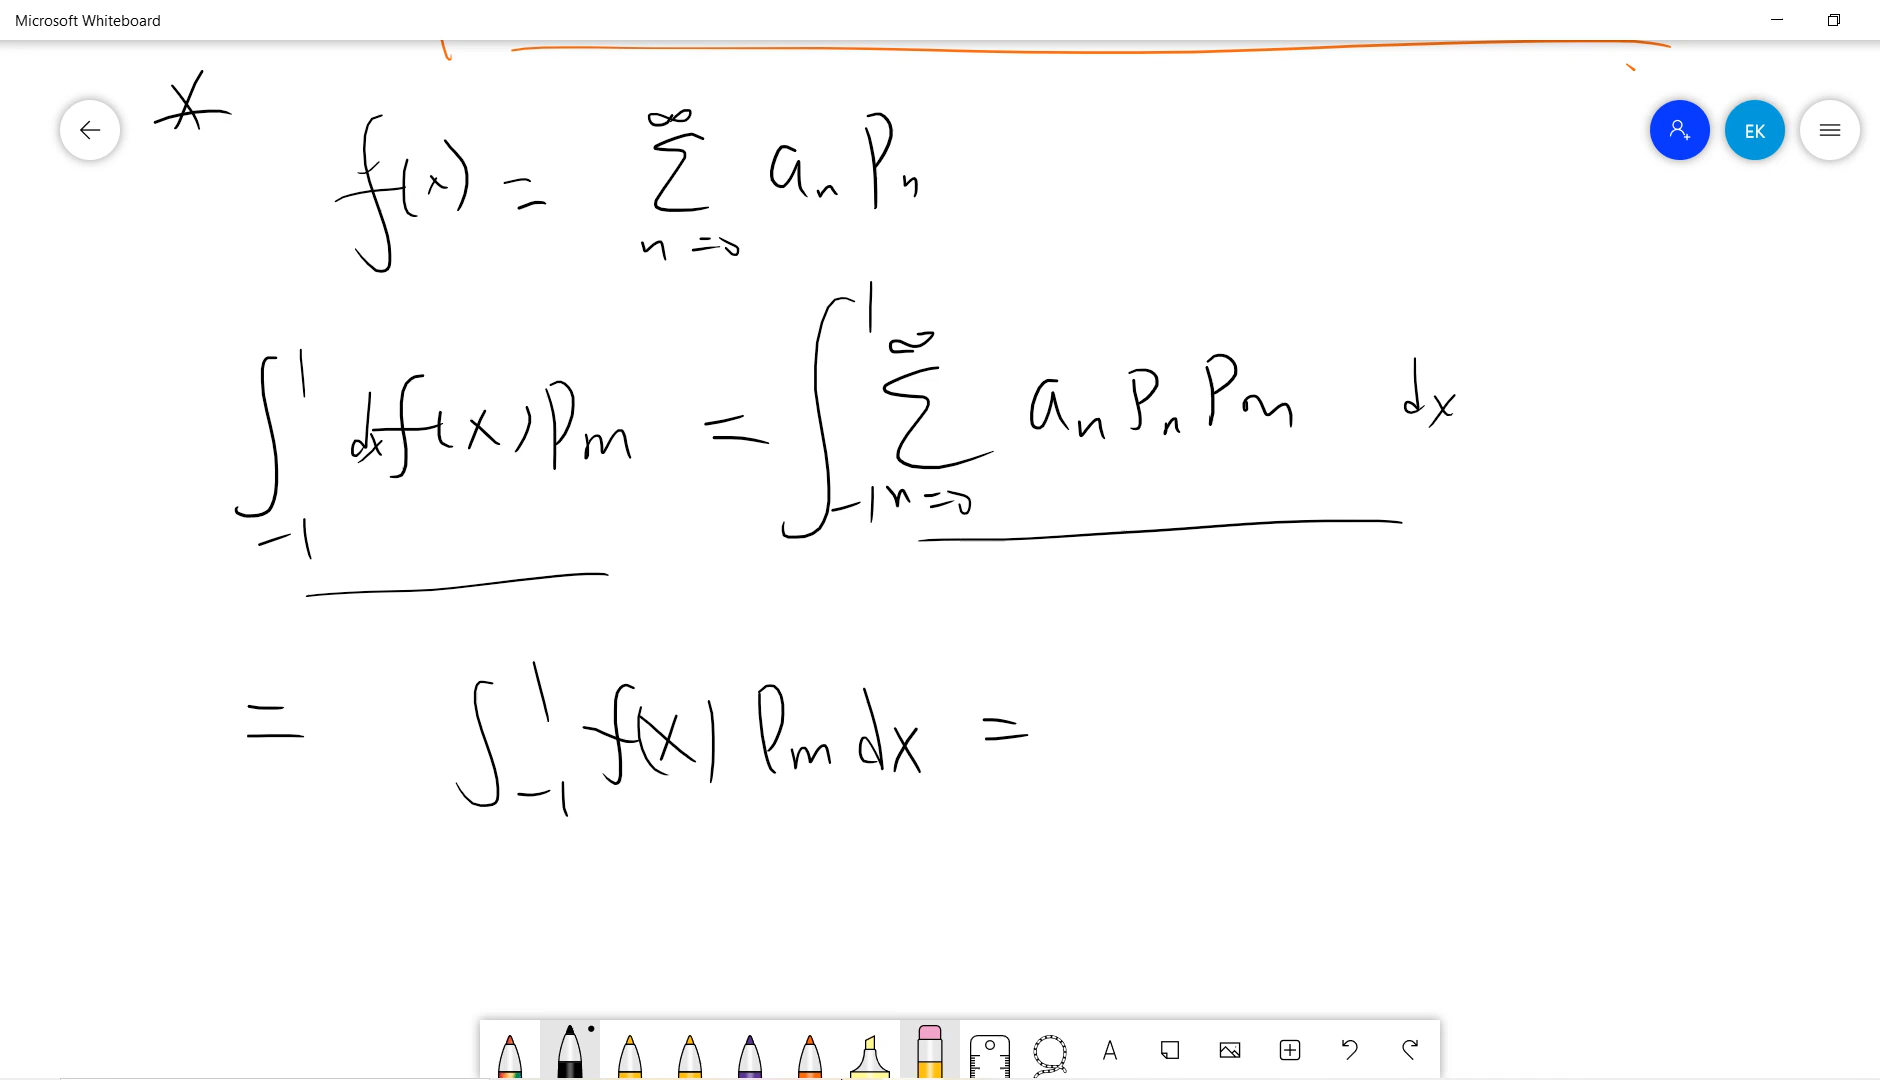 Microsoft Whiteboard
* f(x) = ∑_{n=0}^{∞} a_n P_n
EK
∫_{-1}^{1} dx f(x) P_m = ∫_{-1}^{1} ∑_{n=0}^{∞} a_n P_n P_m dx
= ∫_{-1}^{1} f(x) P_m dx =
A